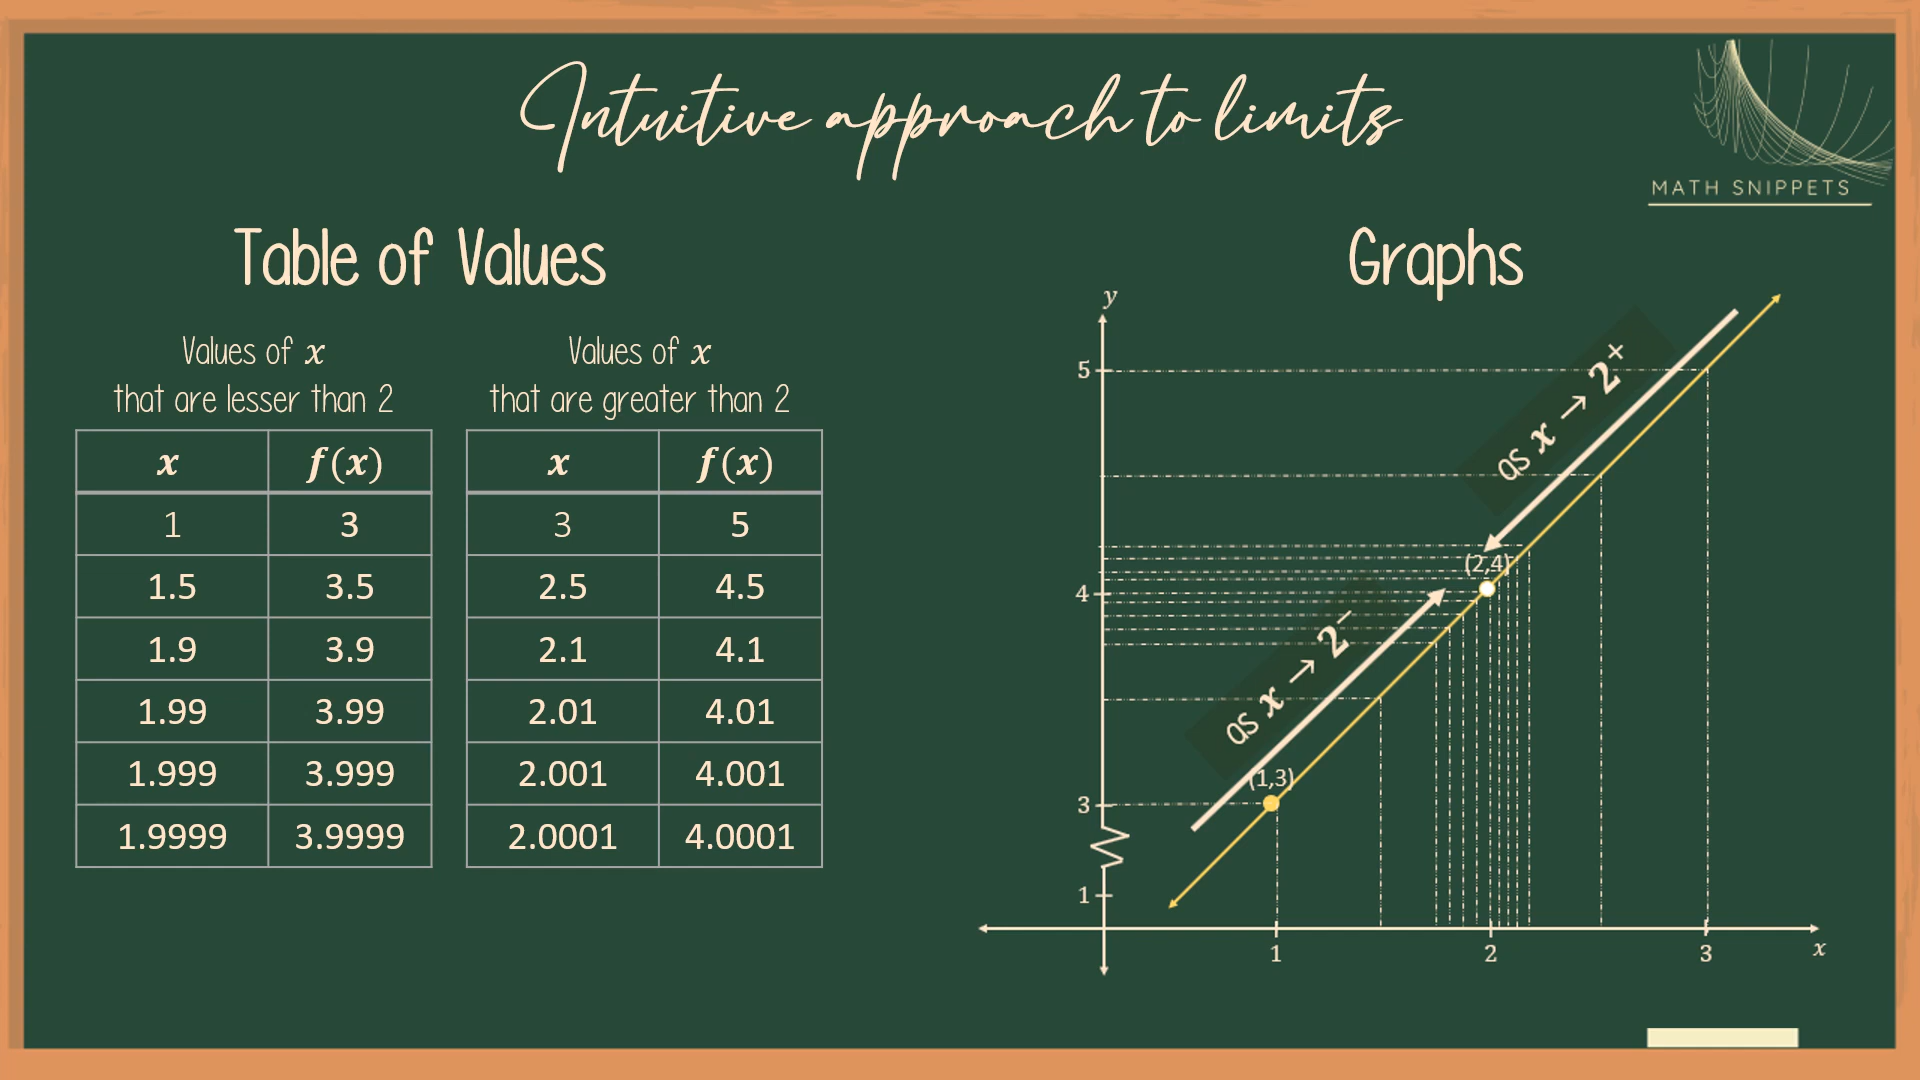 Intuitive approach to limits
MATH SNIPPETS
Table of Values
Values of x
that are lesser than 2
x f(x)
1 3
1.5 3.5
1.9 3.9
1.99 3.99
1.999 3.999
1.9999 3.9999
Values of x
that are greater than 2
x f(x)
3 5
2.5 4.5
2.1 4.1
2.01 4.01
2.001 4.001
2.0001 4.0001
Graphs
y
5
as x → 2⁺
(2,4)
4
as x → 2⁻
(1,3)
3
1
1 2 3 x